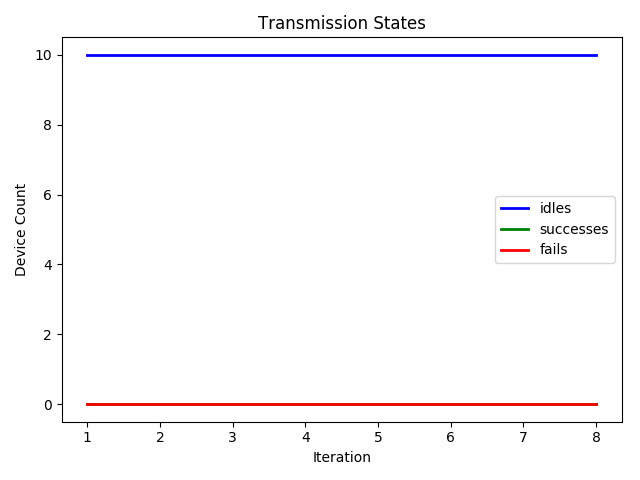 Transmission States
10
8
6
4
2
0
Device Count
idles
successes
fails
1 2 3 4 5 6 7 8
Iteration